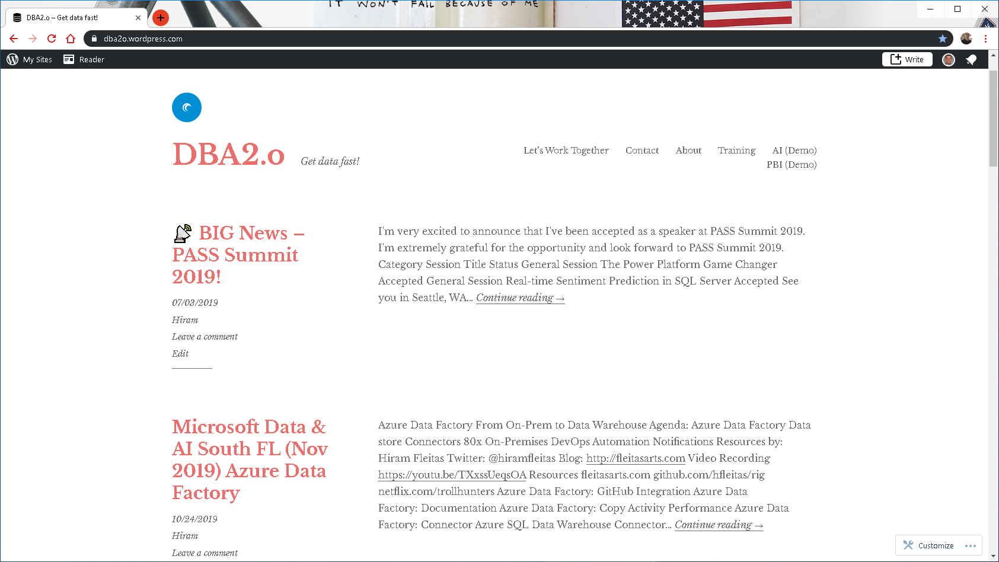 IT WON'T FAIL BECAUSE OF ME
DBA2.o – Get data fast!
dba2o.wordpress.com
My Sites
Reader
Write
DBA2.o
Get data fast!
Let's Work Together
Contact
About
Training
AI (Demo)
PBI (Demo)
BIG News –
PASS Summit
2019!
07/03/2019
Hiram
Leave a comment
Edit
I'm very excited to announce that I've been accepted as a speaker at PASS Summit 2019.
I'm extremely grateful for the opportunity and look forward to PASS Summit 2019.
Category Session Title Status General Session The Power Platform Game Changer
Accepted General Session Real-time Sentiment Prediction in SQL Server Accepted See
you in Seattle, WA… Continue reading →
Microsoft Data &
AI South FL (Nov
2019) Azure Data
Factory
10/24/2019
Hiram
Leave a comment
Azure Data Factory From On-Prem to Data Warehouse Agenda: Azure Data Factory Data
store Connectors 80x On-Premises DevOps Automation Notifications Resources by:
Hiram Fleitas Twitter: @hiramfleitas Blog: http://fleitasarts.com Video Recording
https://youtu.be/TXxssUeqsOA Resources fleitasarts.com github.com/hfleitas/rig
netflix.com/trollhunters Azure Data Factory: GitHub Integration Azure Data
Factory: Documentation Azure Data Factory: Copy Activity Performance Azure Data
Factory: Connector Azure SQL Data Warehouse Connector… Continue reading →
Customize